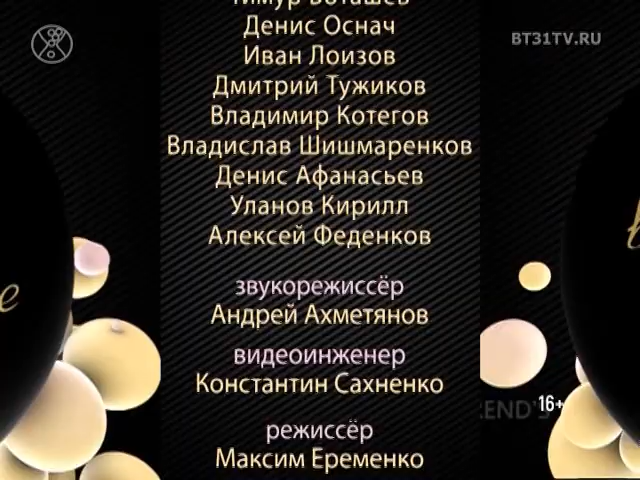 Денис Оснач
BT31TV.RU
Иван Лоизов
Дмитрий Тужиков
Владимир Котегов
Владислав Шишмаренков
Денис Афанасьев
Уланов Кирилл
Алексей Феденков
звукорежиссёр
Андрей Ахметянов
видеоинженер
Константин Сахненко
16+
режиссёр
Максим Еременко